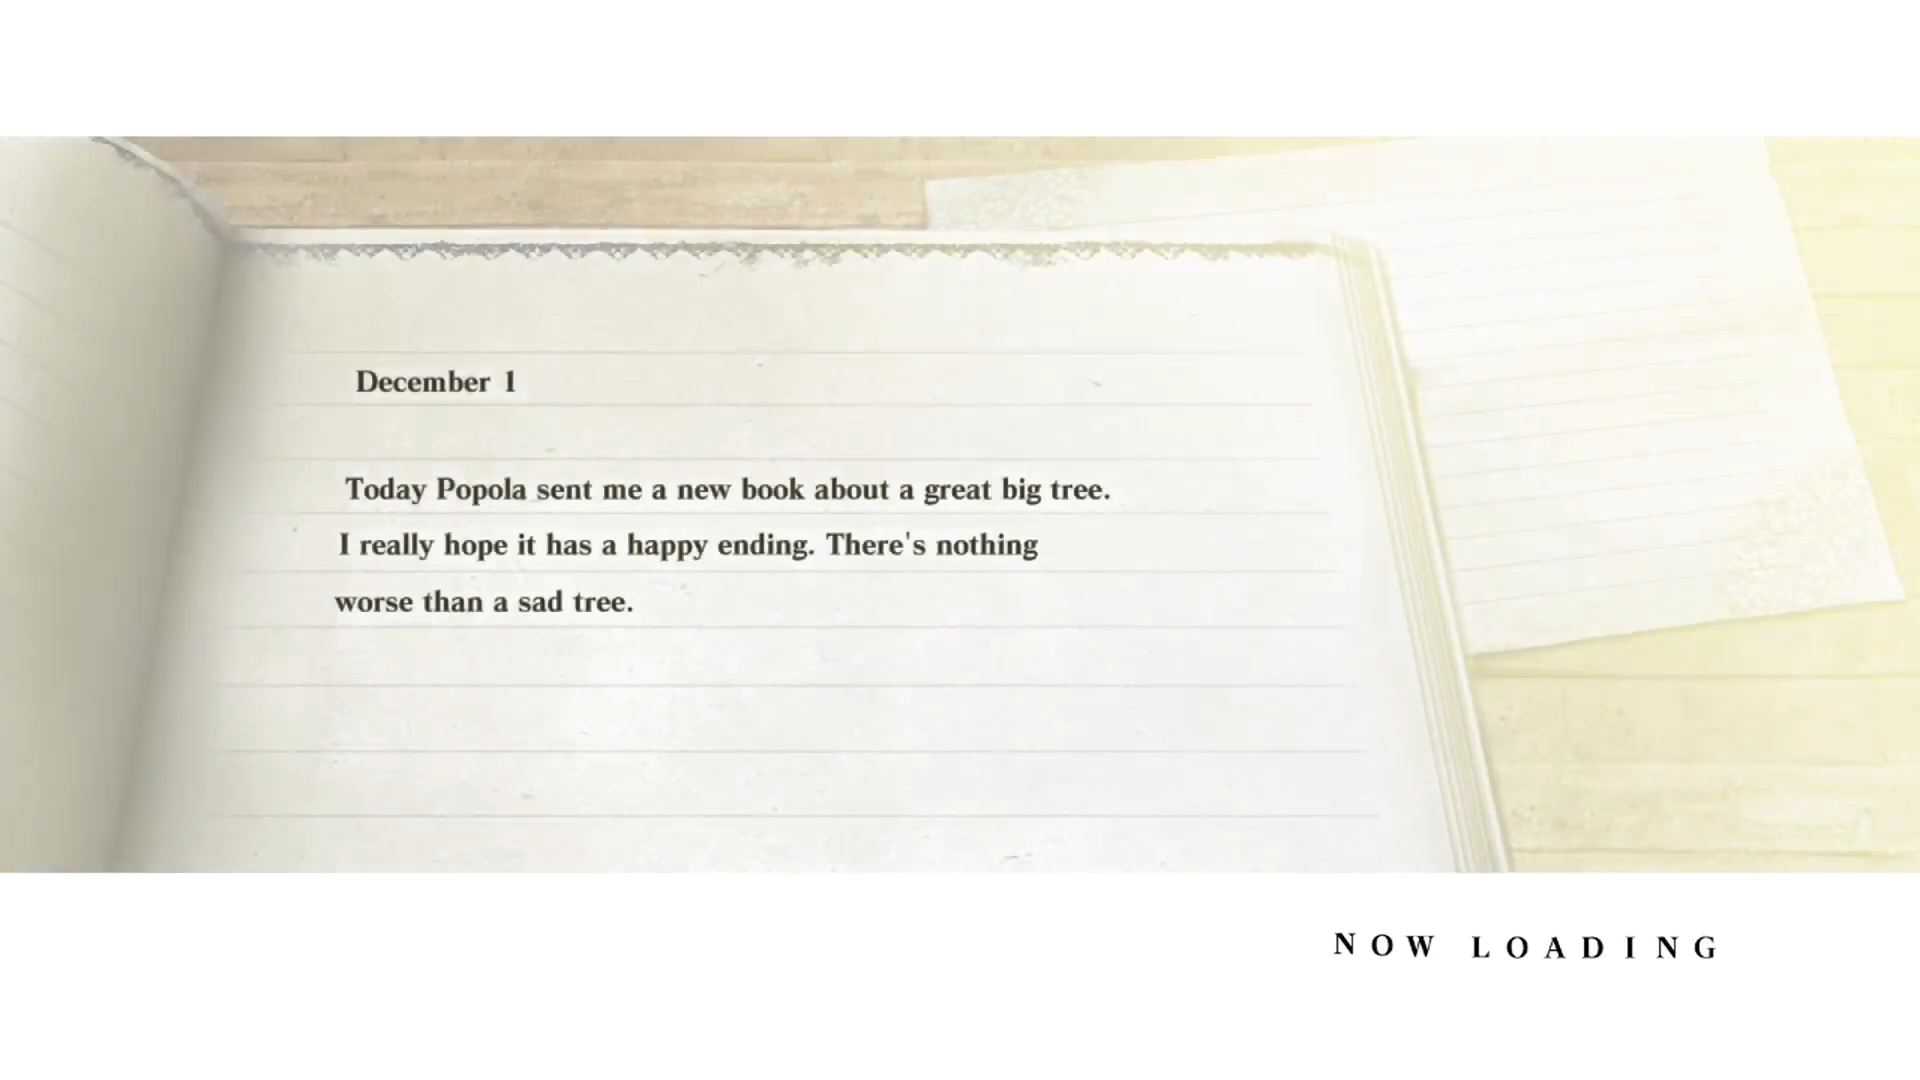 December 1
Today Popola sent me a new book about a great big tree.
I really hope it has a happy ending. There's nothing
worse than a sad tree.
NOW LOADING